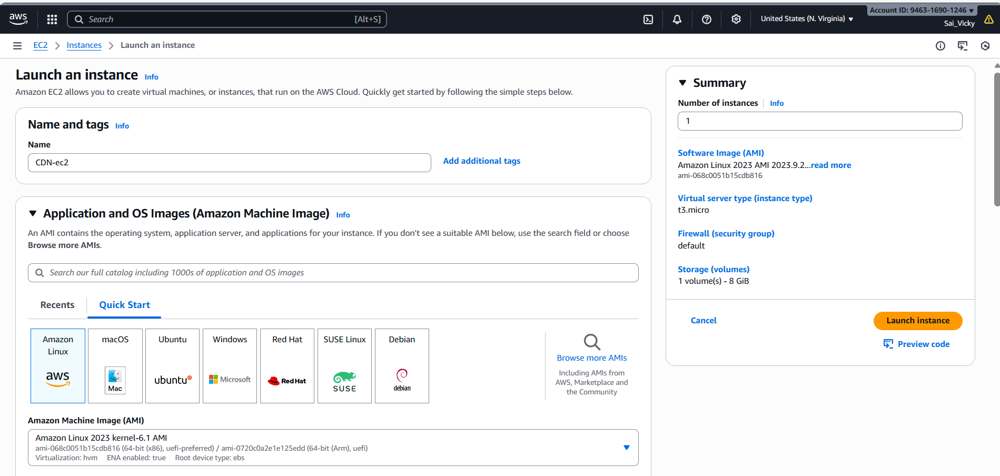 aws
Search
[Alt+S]
United States (N. Virginia)
Account ID: 9463-1690-1246
Sai_Vicky
EC2
Instances
Launch an instance
Launch an instance
Info
Amazon EC2 allows you to create virtual machines, or instances, that run on the AWS Cloud. Quickly get started by following the simple steps below.
Name and tags
Info
Name
CDN-ec2
Add additional tags
Application and OS Images (Amazon Machine Image)
Info
An AMI contains the operating system, application server, and applications for your instance. If you don't see a suitable AMI below, use the search field or choose
Browse more AMIs.
Search our full catalog including 1000s of application and OS images
Recents
Quick Start
Amazon
Linux
aws
macOS
Mac
Ubuntu
ubuntu
Windows
Microsoft
Red Hat
Red Hat
SUSE Linux
SUSE
Debian
debian
Browse more AMIs
Including AMIs from
AWS, Marketplace and
the Community
Amazon Machine Image (AMI)
Amazon Linux 2023 kernel-6.1 AMI
ami-068c0051b15cdb816 (64-bit (x86), uefi-preferred) / ami-0720c0a2e1e125edd (64-bit (Arm), uefi)
Virtualization: hvm ENA enabled: true Root device type: ebs
Summary
Number of instances
Info
1
Software Image (AMI)
Amazon Linux 2023 AMI 2023.9.2...read more
ami-068c0051b15cdb816
Virtual server type (instance type)
t3.micro
Firewall (security group)
default
Storage (volumes)
1 volume(s) - 8 GiB
Cancel
Launch instance
Preview code